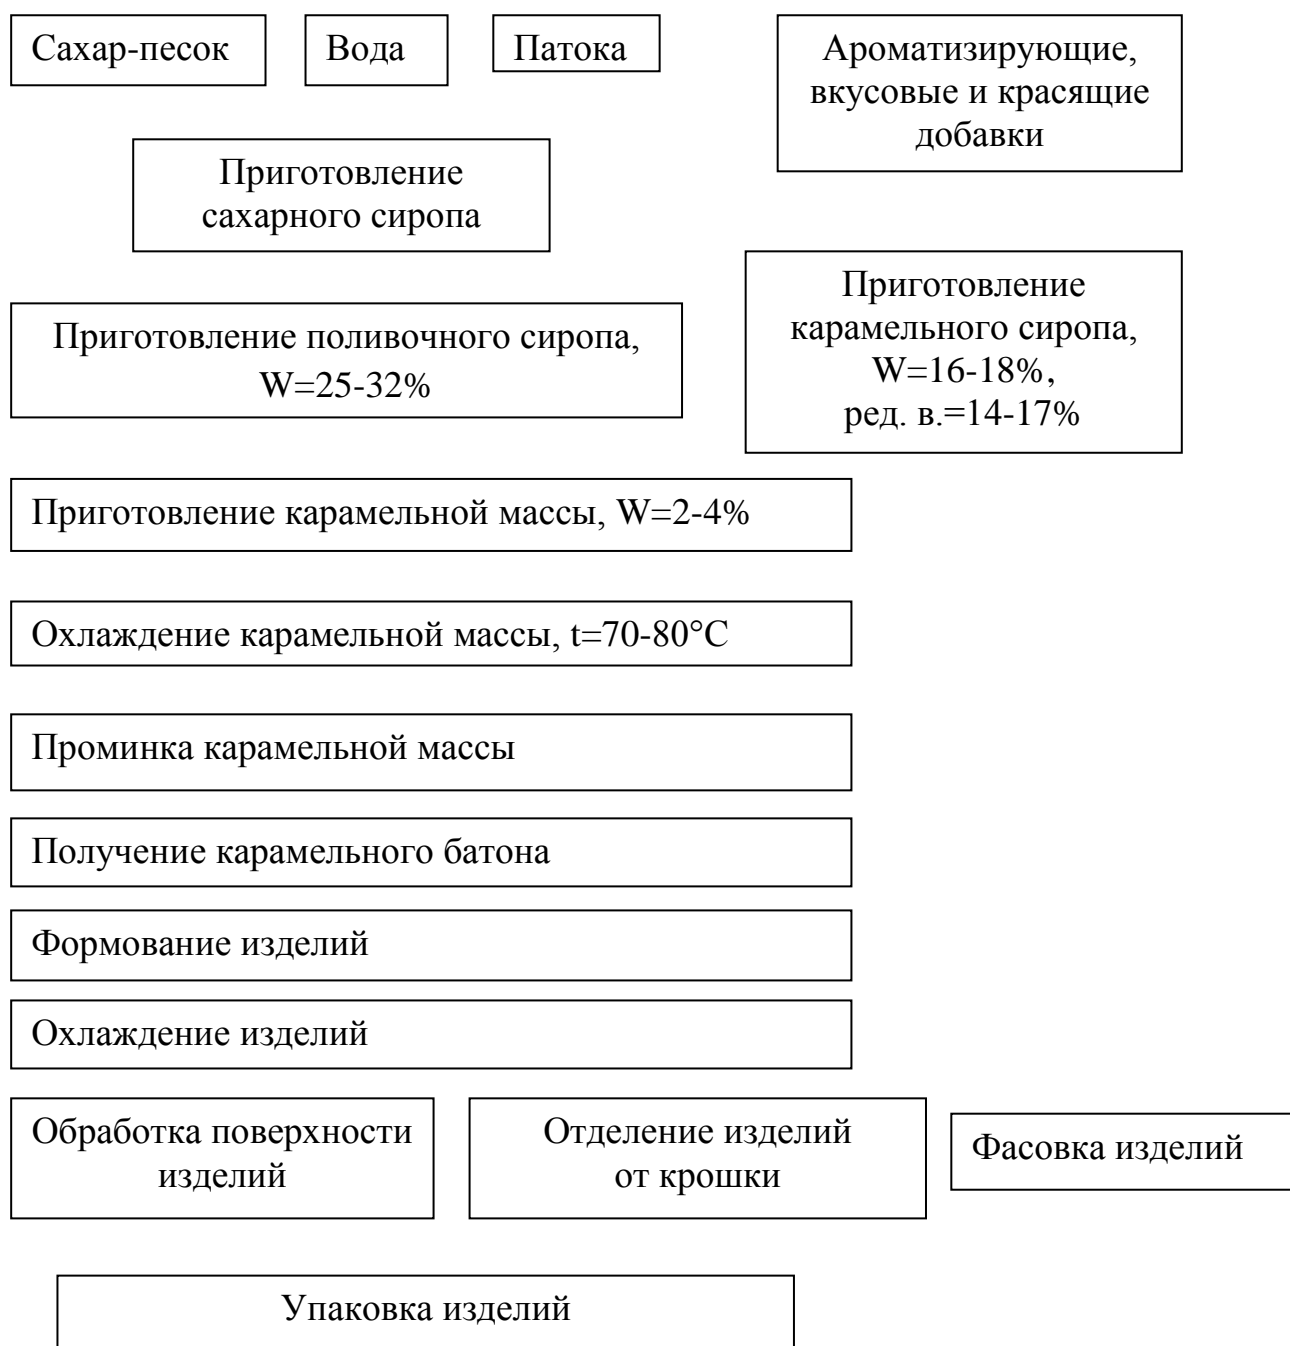 Сахар-песок
Вода
Патока
Ароматизирующие,
вкусовые и красящие
добавки
Приготовление
сахарного сиропа
Приготовление
карамельного сиропа,
W=16-18%,
ред. в.=14-17%
Приготовление поливочного сиропа,
W=25-32%
Приготовление карамельной массы, W=2-4%
Охлаждение карамельной массы, t=70-80°С
Проминка карамельной массы
Получение карамельного батона
Формование изделий
Охлаждение изделий
Обработка поверхности
изделий
Отделение изделий
от крошки
Фасовка изделий
Упаковка изделий